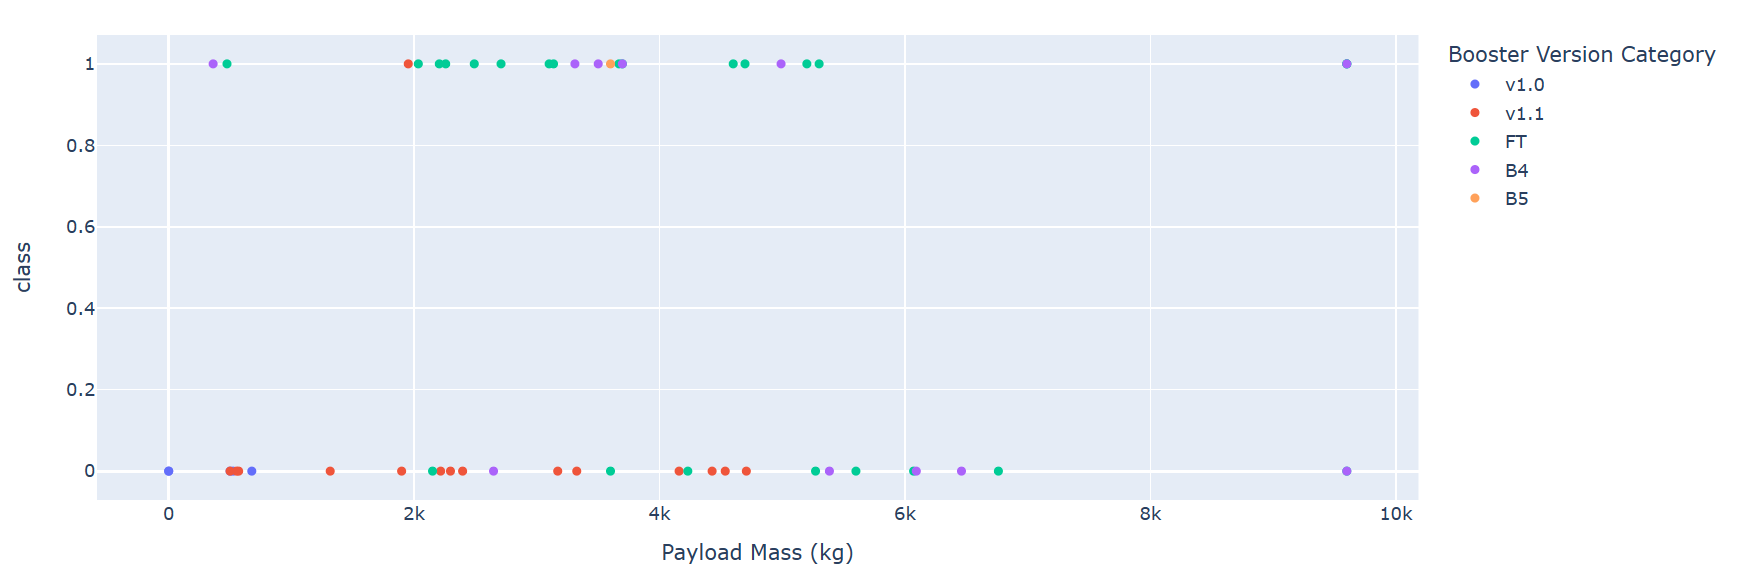 Booster Version Category
v1.0
v1.1
FT
B4
B5
class
1
0.8
0.6
0.4
0.2
0
0
2k
4k
6k
8k
10k
Payload Mass (kg)